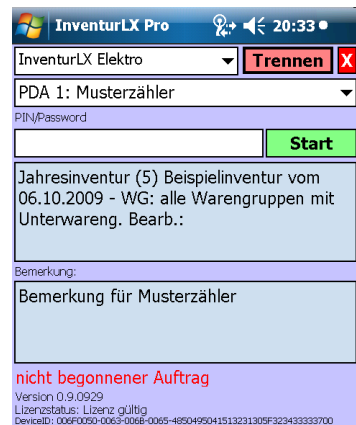 InventurLX Pro 20:33
InventurLX Elektro Trennen X
PDA 1: Musterzähler
PIN/Password
Start
Jahresinventur (5) Beispielinventur vom
06.10.2009 - WG: alle Warengruppen mit
Unterwareng. Bearb.:
Bemerkung:
Bemerkung für Musterzähler
nicht begonnener Auftrag
Version 0.9.0929
Lizenzstatus: Lizenz gültig
DeviceID: 006F0050-0063-006B-0065-4850495041513231305F323433333700